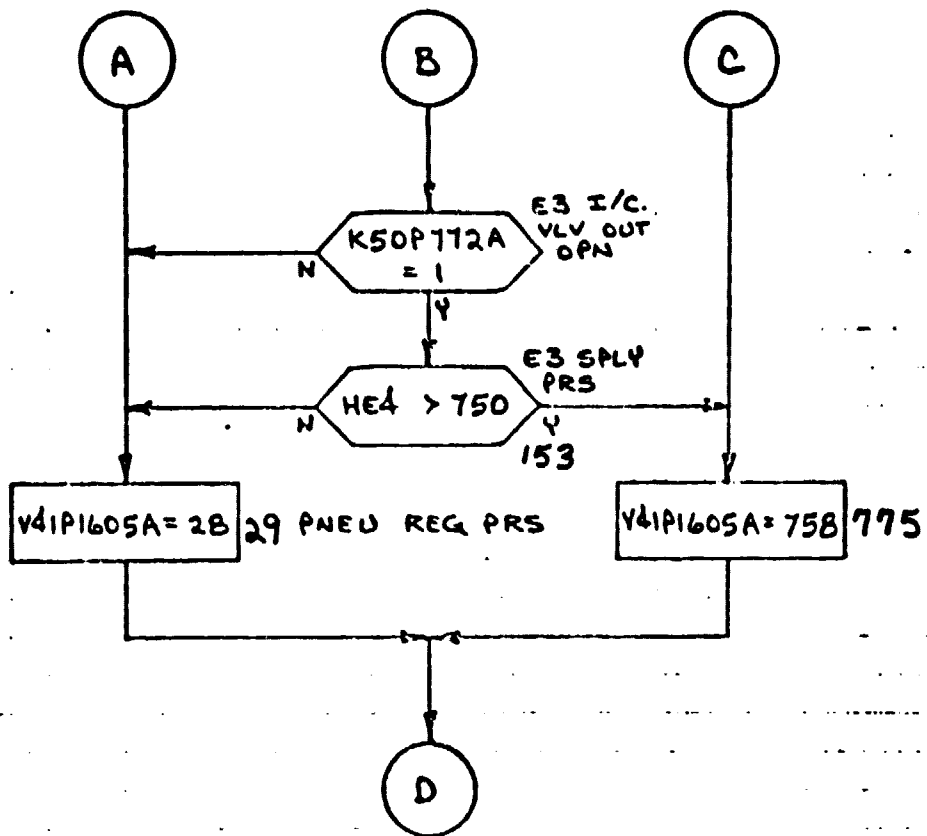 A
B
C
K50P772A
= 1
E3 I/C.
VLV OUT
OPN
N
Y
HE4 > 750
E3 SPLY
PRS
N
Y
153
V41P1605A = 28
29 PNEU REG PRS
V41P1605A = 758
775
D